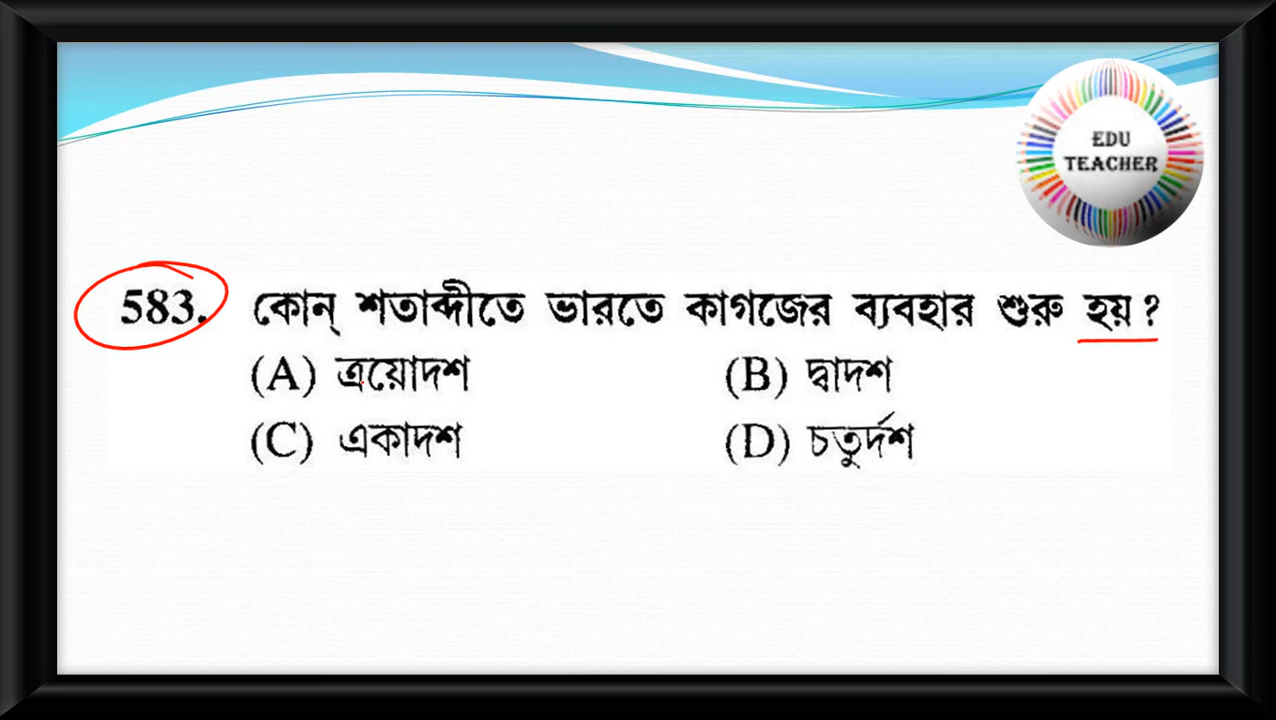 EDU
TEACHER
583. কোন্ শতাব্দীতে ভারতে কাগজের ব্যবহার শুরু হয় ?
(A) ত্রয়োদশ (B) দ্বাদশ
(C) একাদশ (D) চতুর্দশ